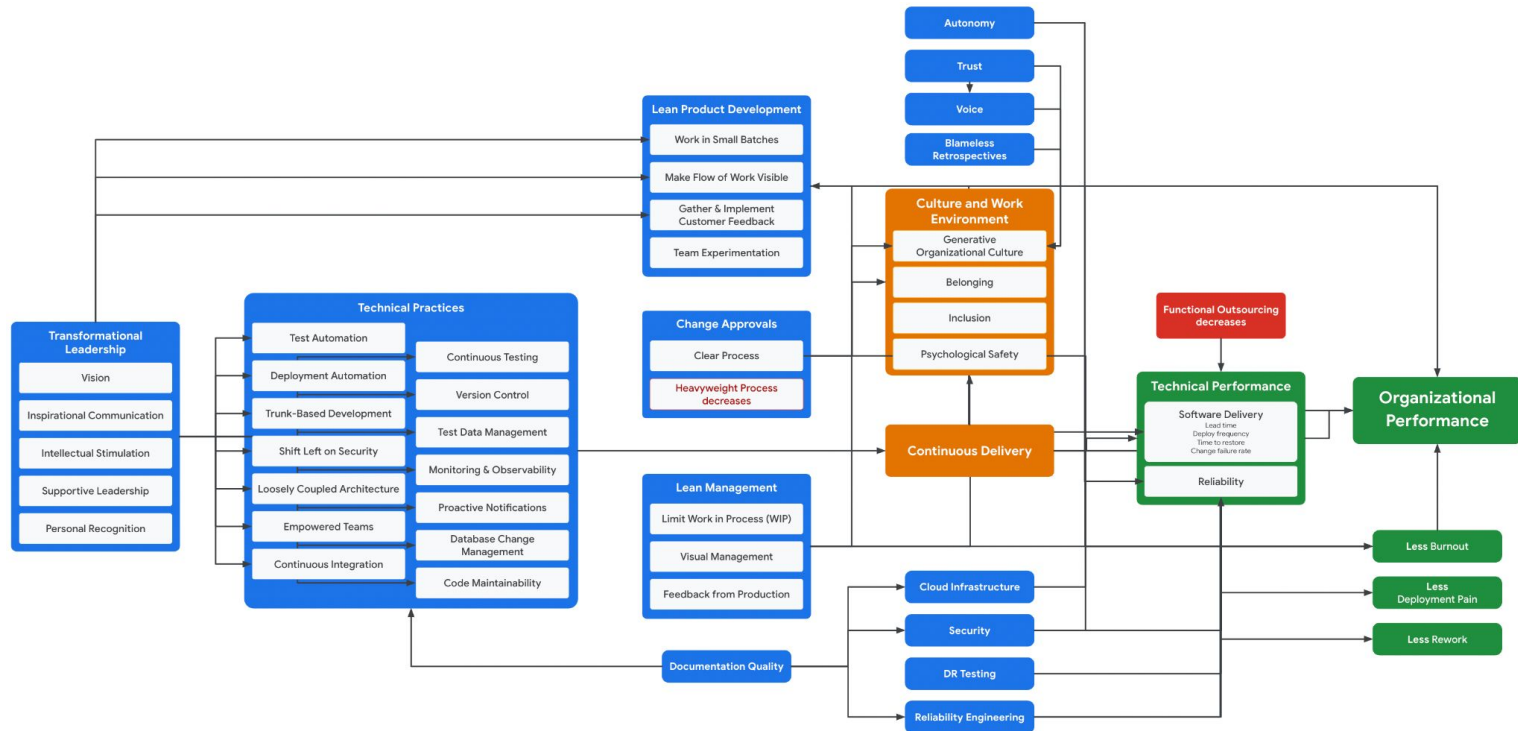 Autonomy
Trust
Voice
Blameless
Retrospectives
Lean Product Development
Work in Small Batches
Make Flow of Work Visible
Gather & Implement
Customer Feedback
Team Experimentation
Culture and Work
Environment
Generative
Organizational Culture
Belonging
Inclusion
Psychological Safety
Transformational
Leadership
Vision
Inspirational Communication
Intellectual Stimulation
Supportive Leadership
Personal Recognition
Technical Practices
Test Automation
Deployment Automation
Trunk-Based Development
Shift Left on Security
Loosely Coupled Architecture
Empowered Teams
Continuous Integration
Continuous Testing
Version Control
Test Data Management
Monitoring & Observability
Proactive Notifications
Database Change
Management
Code Maintainability
Change Approvals
Clear Process
Heavyweight Process
decreases
Continuous Delivery
Lean Management
Limit Work in Process (WIP)
Visual Management
Feedback from Production
Functional Outsourcing
decreases
Technical Performance
Software Delivery
Lead time
Deploy frequency
Time to restore
Change failure rate
Reliability
Organizational
Performance
Less Burnout
Less
Deployment Pain
Less Rework
Documentation Quality
Cloud Infrastructure
Security
DR Testing
Reliability Engineering